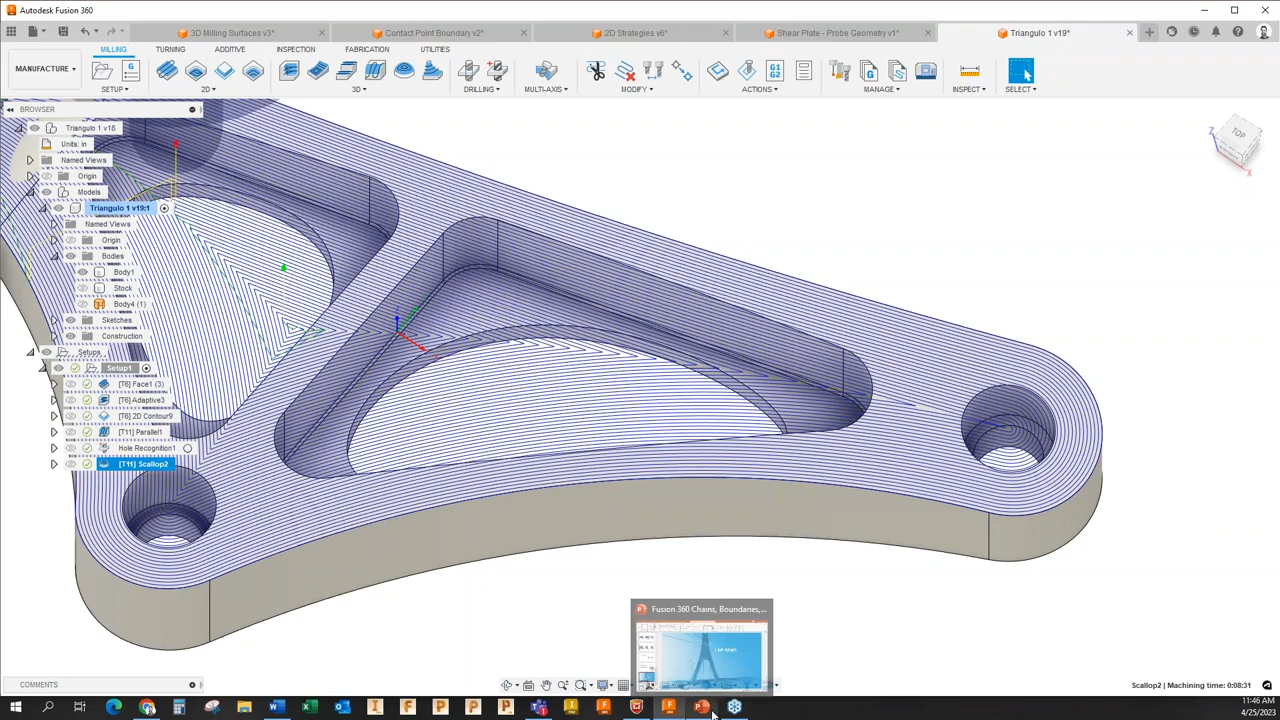 Autodesk Fusion 360
3D Milling Surfaces v3*
Contact Point Boundary v2*
2D Strategies v6*
Shear Plate - Probe Geometry v1*
Triangulo 1 v19*
MILLING
TURNING
ADDITIVE
INSPECTION
FABRICATION
UTILITIES
MANUFACTURE
G1
G2
SETUP
2D
3D
DRILLING
MULTI-AXIS
MODIFY
ACTIONS
MANAGE
INSPECT
SELECT
BROWSER
Triangulo 1 v18
Units: in
Named Views
Origin
Models
Triangulo 1 v19:1
Named Views
Origin
Bodies
Body1
Stock
Body4 (1)
Sketches
Construction
Setups
Setup1
[T6] Face1 (3)
[T6] Adaptive3
[T6] 2D Contour9
[T11] Parallel1
Hole Recognition1
[T11] Scallop2
TOP
Z
X
Fusion 360 Chains, Boundaries,...
COMMENTS
Scallop2 | Machining time: 0:08:31
11:46 AM
4/25/2023